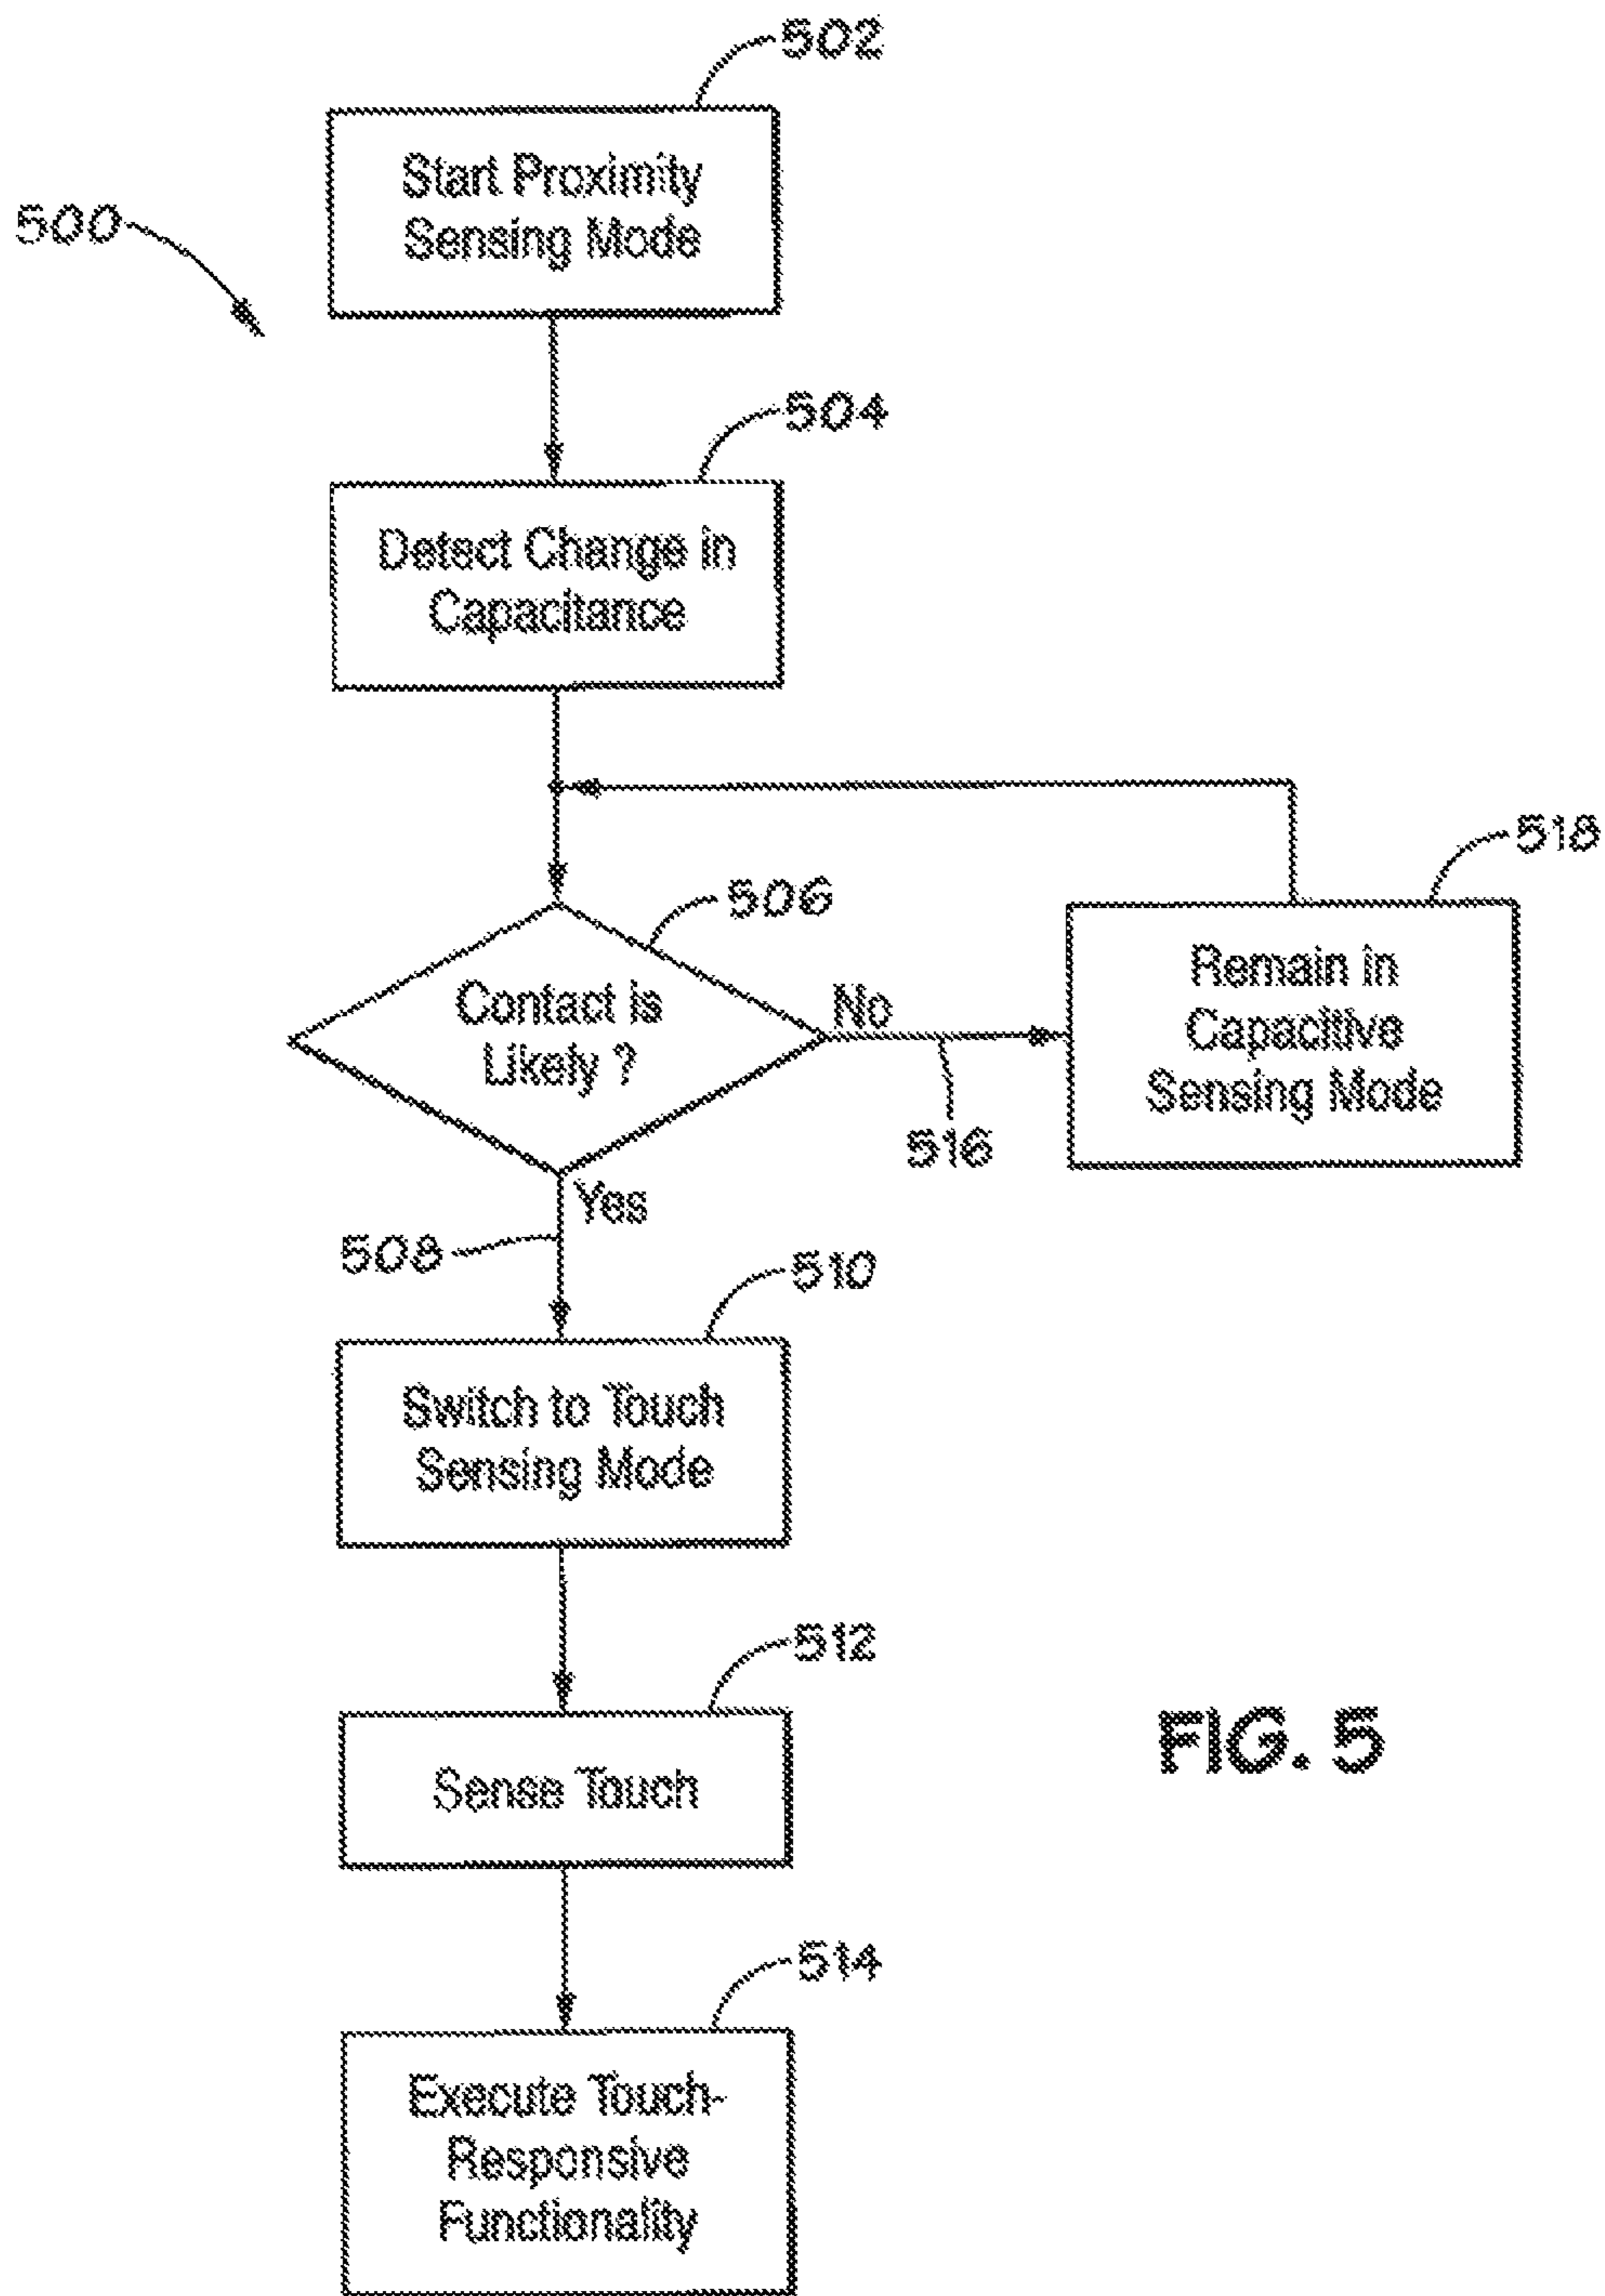 502
Start Proximity
Sensing Mode
500
504
Detect Change in
Capacitance
518
506
Contact is
Likely ?
No
Remain in
Capacitive
Sensing Mode
516
Yes
508
510
Switch to Touch
Sensing Mode
512
Sense Touch
FIG. 5
514
Execute Touch-
Responsive
Functionality